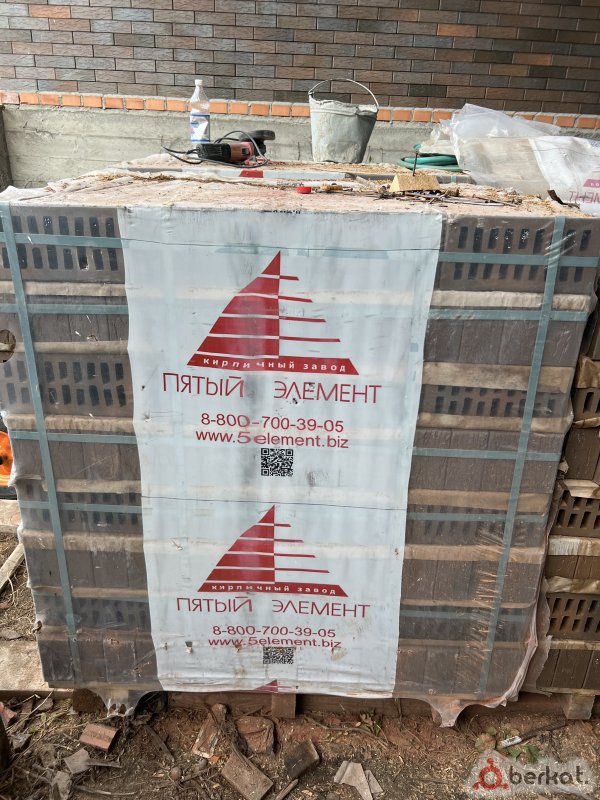 кирпичный завод
ПЯТЫЙ ЭЛЕМЕНТ
8-800-700-39-05
www.5element.biz
кирпичный завод
ПЯТЫЙ ЭЛЕМЕНТ
8-800-700-39-05
www.5element.biz
berkat.